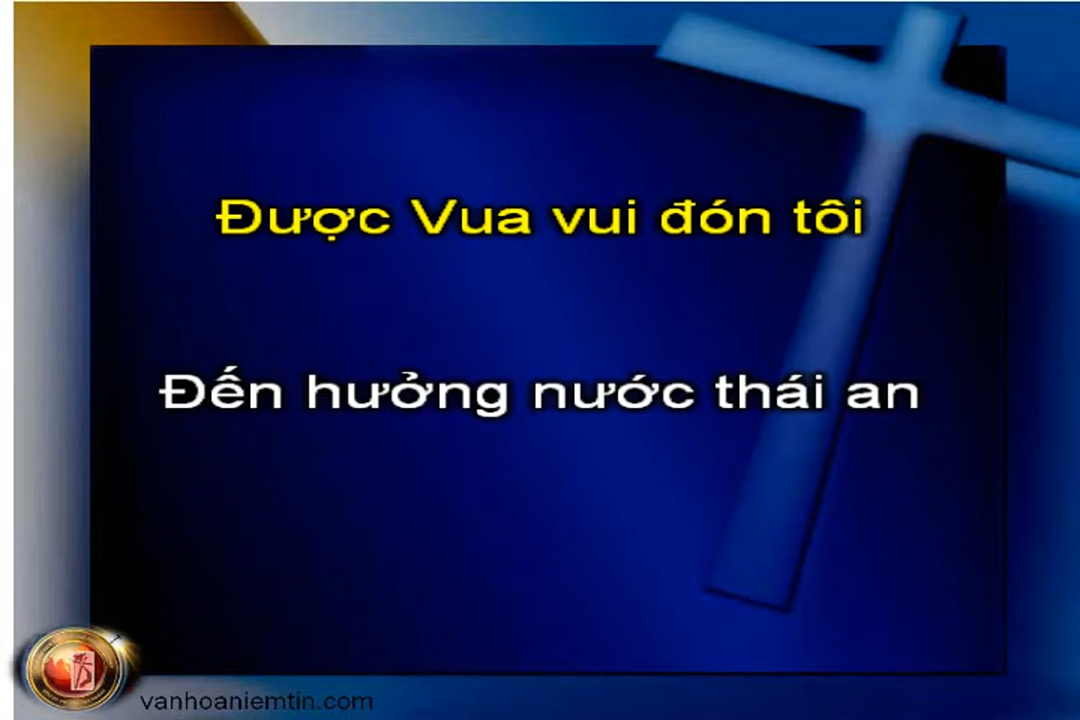 Được Vua vui đón tôi
Đến hưởng nước thái an
vanhoaniemtin.com